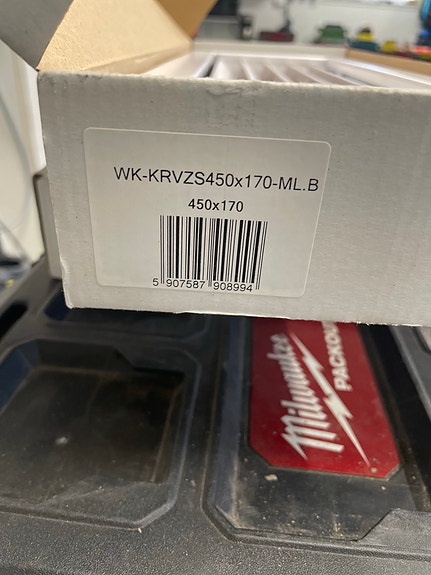 WK-KRVZS450x170-ML.B
450x170
5 907587 908994
Milwaukee
PACKOUT